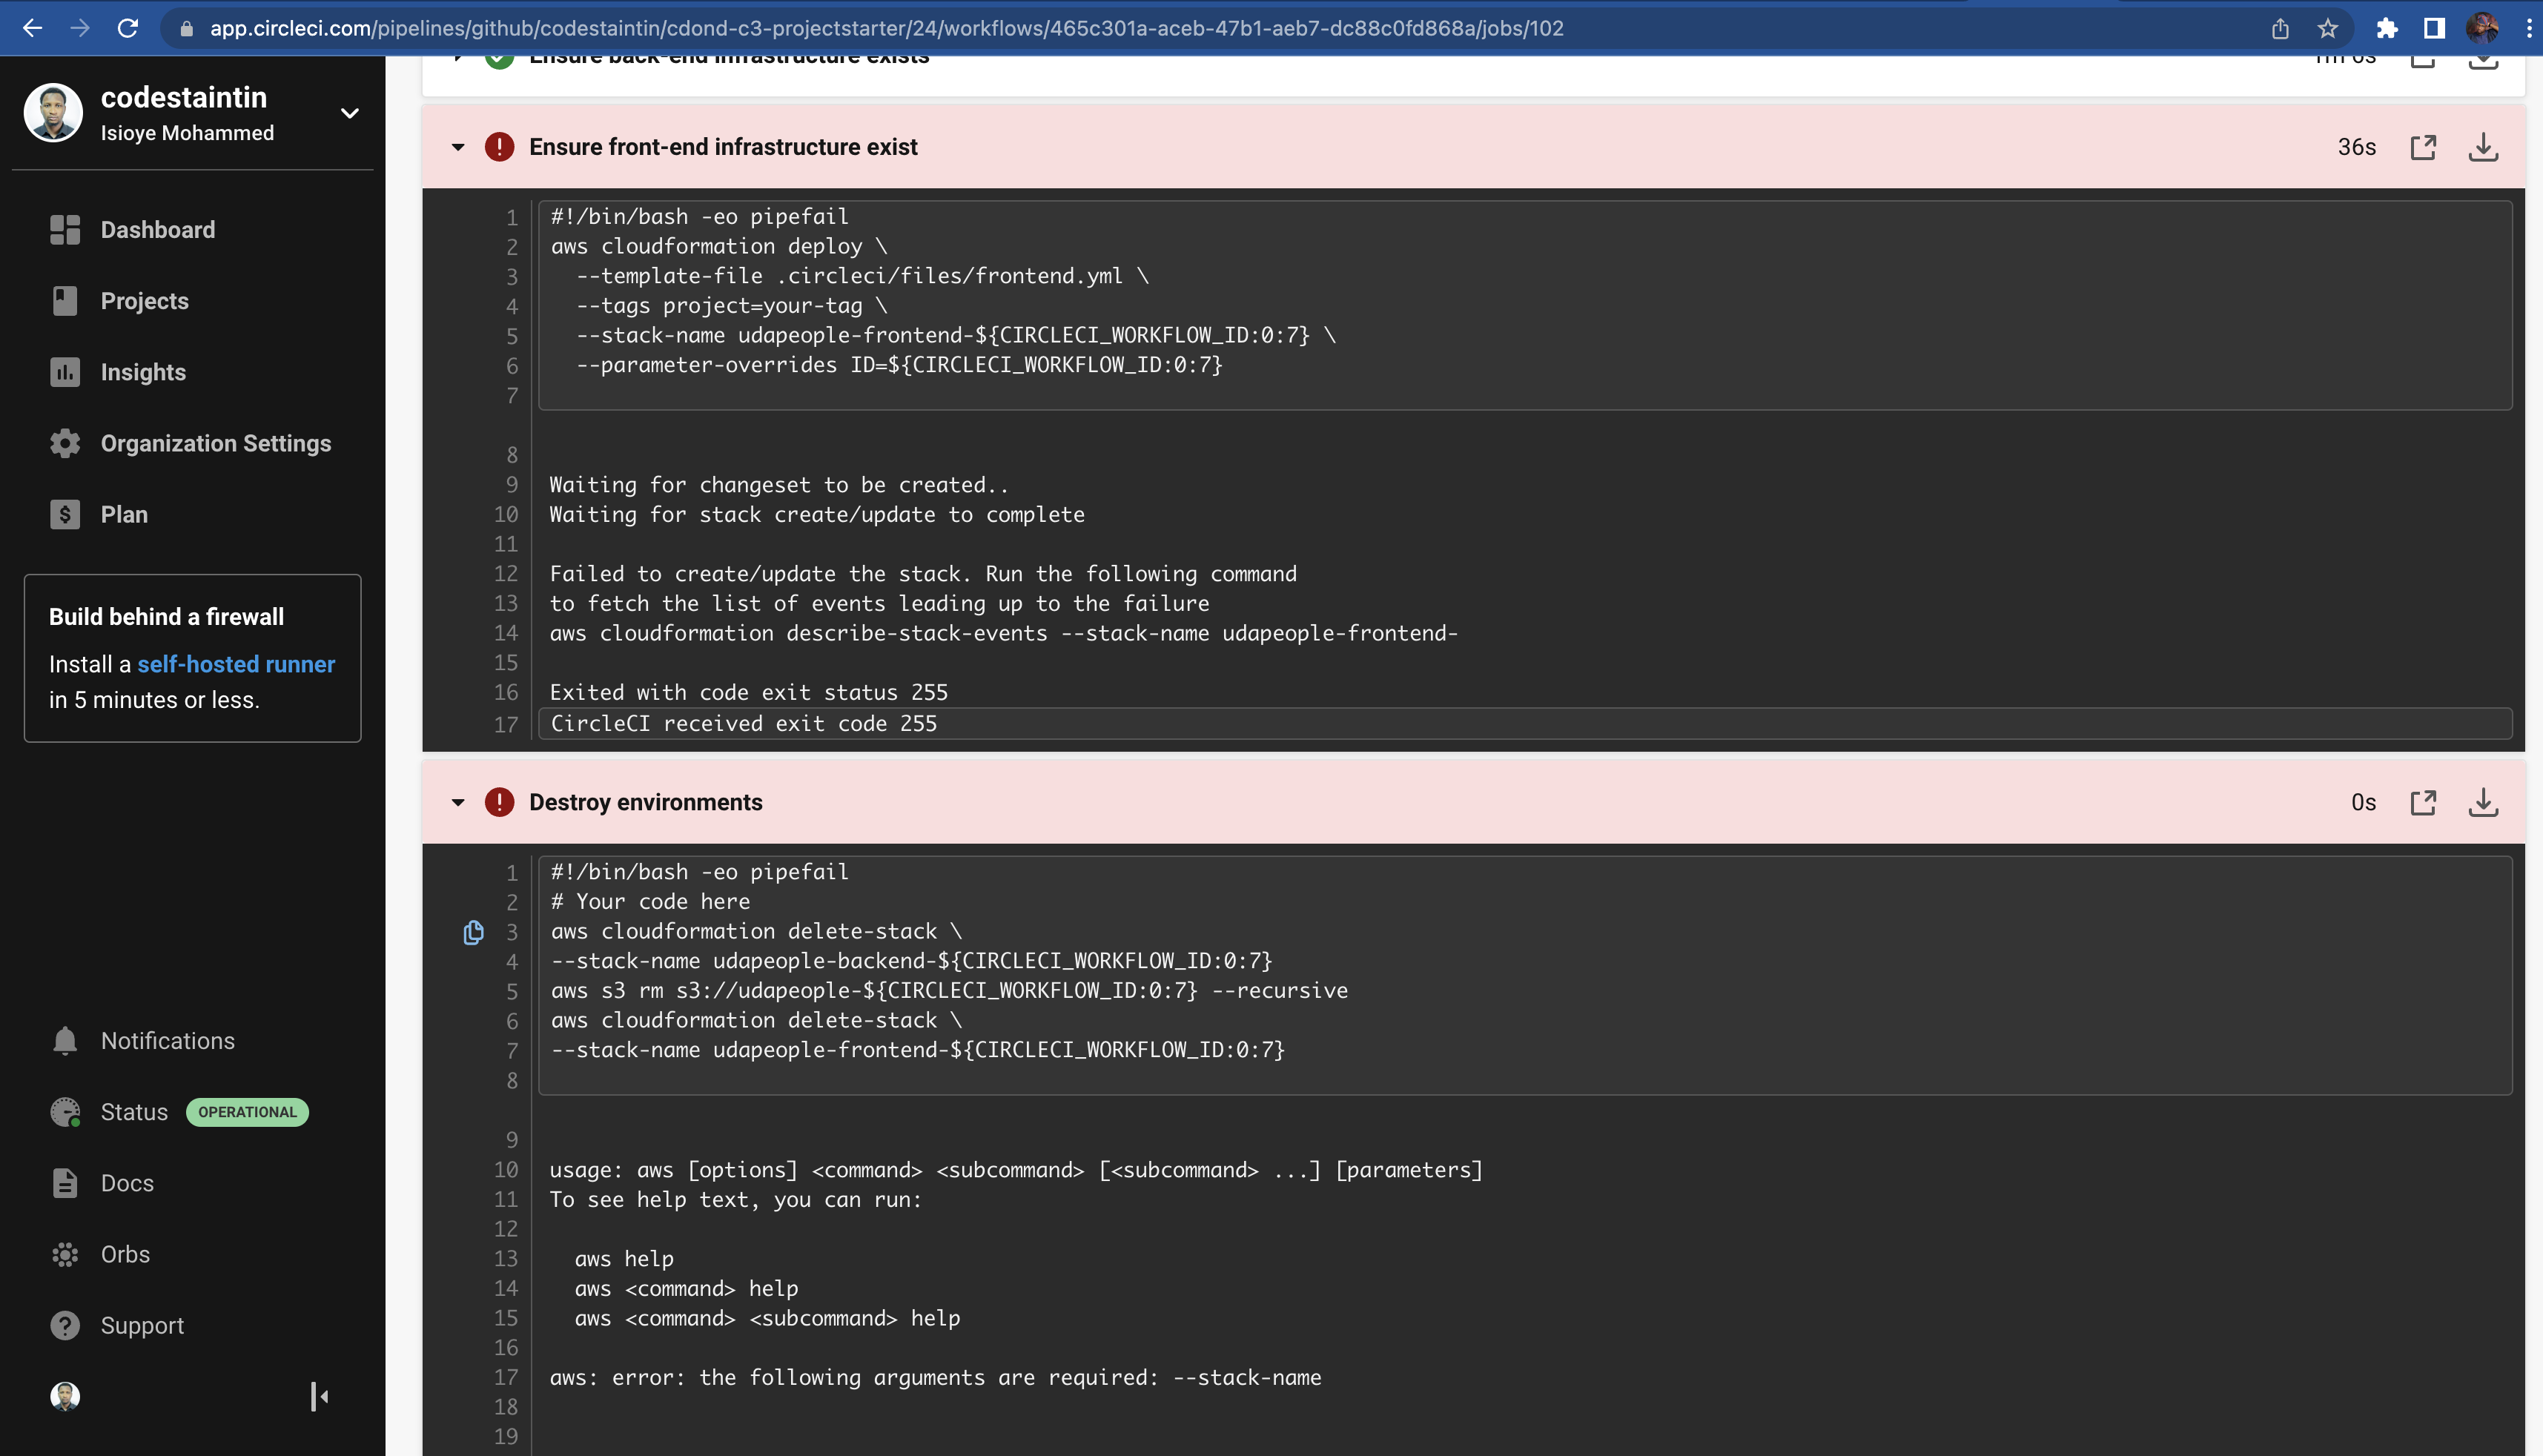 app.circleci.com/pipelines/github/codestaintin/cdond-c3-projectstarter/24/workflows/465c301a-aceb-47b1-aeb7-dc88c0fd868a/jobs/102
codestaintin
Isioye Mohammed
Dashboard
Projects
Insights
Organization Settings
Plan
Build behind a firewall
Install a self-hosted runner
in 5 minutes or less.
Notifications
Status OPERATIONAL
Docs
Orbs
Support
Ensure back-end infrastructure exists
Ensure front-end infrastructure exist 36s
1 #!/bin/bash -eo pipefail
2 aws cloudformation deploy \
3 --template-file .circleci/files/frontend.yml \
4 --tags project=your-tag \
5 --stack-name udapeople-frontend-${CIRCLECI_WORKFLOW_ID:0:7} \
6 --parameter-overrides ID=${CIRCLECI_WORKFLOW_ID:0:7}
7
8
9 Waiting for changeset to be created..
10 Waiting for stack create/update to complete
11
12 Failed to create/update the stack. Run the following command
13 to fetch the list of events leading up to the failure
14 aws cloudformation describe-stack-events --stack-name udapeople-frontend-
15
16 Exited with code exit status 255
17 CircleCI received exit code 255
Destroy environments 0s
1 #!/bin/bash -eo pipefail
2 # Your code here
3 aws cloudformation delete-stack \
4 --stack-name udapeople-backend-${CIRCLECI_WORKFLOW_ID:0:7}
5 aws s3 rm s3://udapeople-${CIRCLECI_WORKFLOW_ID:0:7} --recursive
6 aws cloudformation delete-stack \
7 --stack-name udapeople-frontend-${CIRCLECI_WORKFLOW_ID:0:7}
8
9
10 usage: aws [options] <command> <subcommand> [<subcommand> ...] [parameters]
11 To see help text, you can run:
12
13 aws help
14 aws <command> help
15 aws <command> <subcommand> help
16
17 aws: error: the following arguments are required: --stack-name
18
19